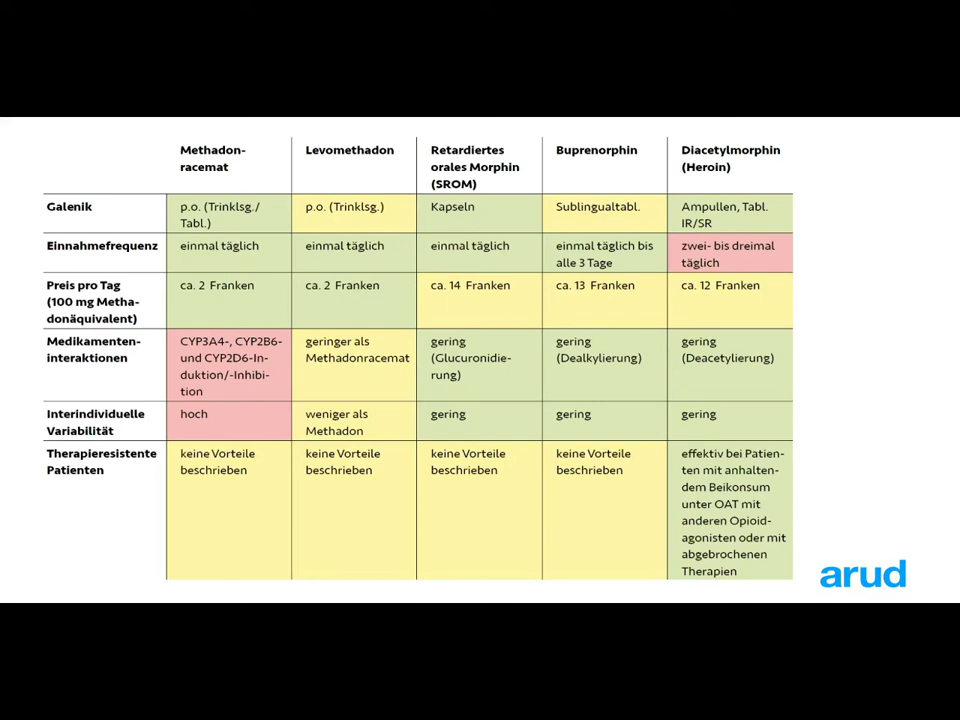 Methadon-
racemat
Levomethadon
Retardiertes
orales Morphin
(SROM)
Buprenorphin
Diacetylmorphin
(Heroin)
Galenik
p.o. (Trinklsg./
Tabl.)
p.o. (Trinklsg.)
Kapseln
Sublingualtabl.
Ampullen, Tabl.
IR/SR
Einnahmefrequenz
einmal täglich
einmal täglich
einmal täglich
einmal täglich bis
alle 3 Tage
zwei- bis dreimal
täglich
Preis pro Tag
(100 mg Metha-
donäquivalent)
ca. 2 Franken
ca. 2 Franken
ca. 14 Franken
ca. 13 Franken
ca. 12 Franken
Medikamenten-
interaktionen
CYP3A4-, CYP2B6-
und CYP2D6-In-
duktion/-Inhibi-
tion
geringer als
Methadonracemat
gering
(Glucuronidie-
rung)
gering
(Dealkylierung)
gering
(Deacetylierung)
Interindividuelle
Variabilität
hoch
weniger als
Methadon
gering
gering
gering
Therapieresistente
Patienten
keine Vorteile
beschrieben
keine Vorteile
beschrieben
keine Vorteile
beschrieben
keine Vorteile
beschrieben
effektiv bei Patien-
ten mit anhalten-
dem Beikonsum
unter OAT mit
anderen Opioid-
agonisten oder mit
abgebrochenen
Therapien
arud